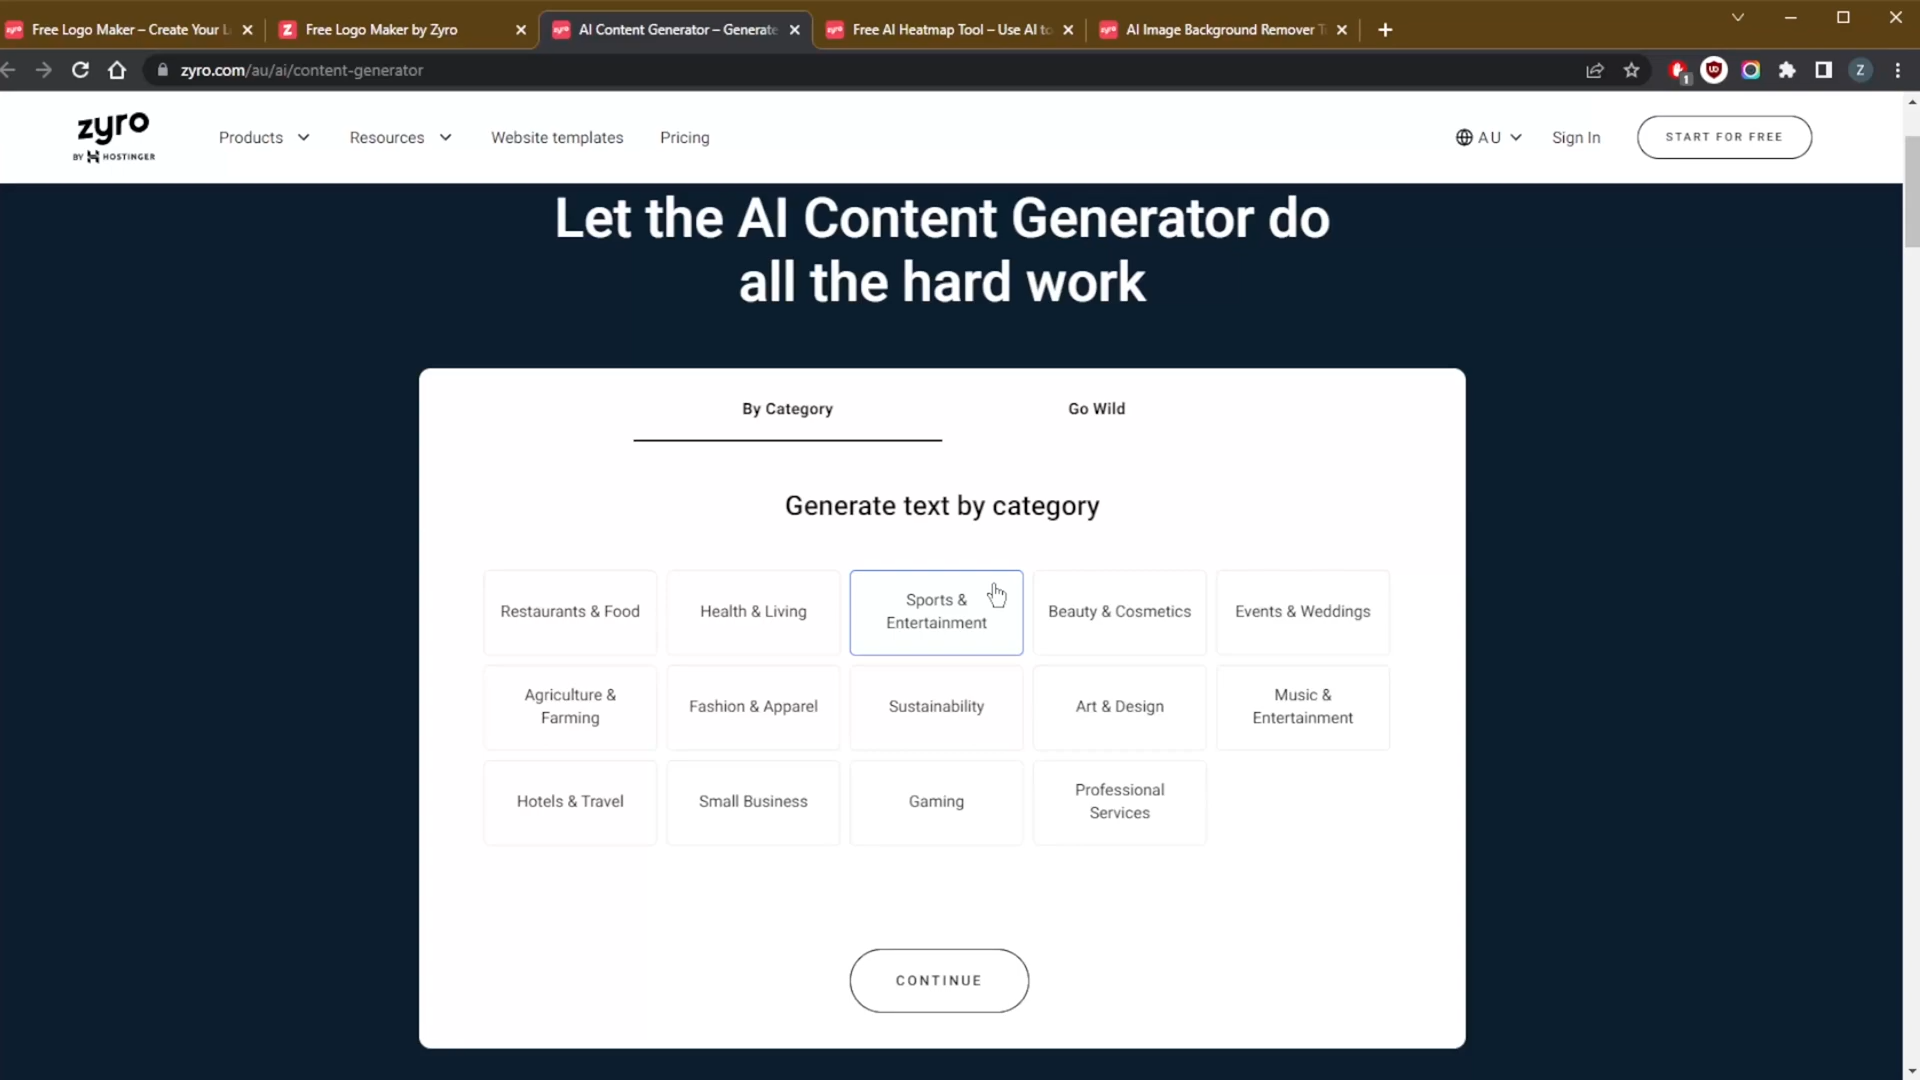 Free Logo Maker – Create Your L
Free Logo Maker by Zyro
AI Content Generator – Generate
Free AI Heatmap Tool – Use AI to
AI Image Background Remover T
zyro.com/au/ai/content-generator
1
Z
zyro
BY HOSTINGER
Products
Resources
Website templates
Pricing
AU
Sign In
START FOR FREE
Let the AI Content Generator do
all the hard work
By Category
Go Wild
Generate text by category
Restaurants & Food
Health & Living
Sports &
Entertainment
Beauty & Cosmetics
Events & Weddings
Agriculture &
Farming
Fashion & Apparel
Sustainability
Art & Design
Music &
Entertainment
Hotels & Travel
Small Business
Gaming
Professional
Services
CONTINUE